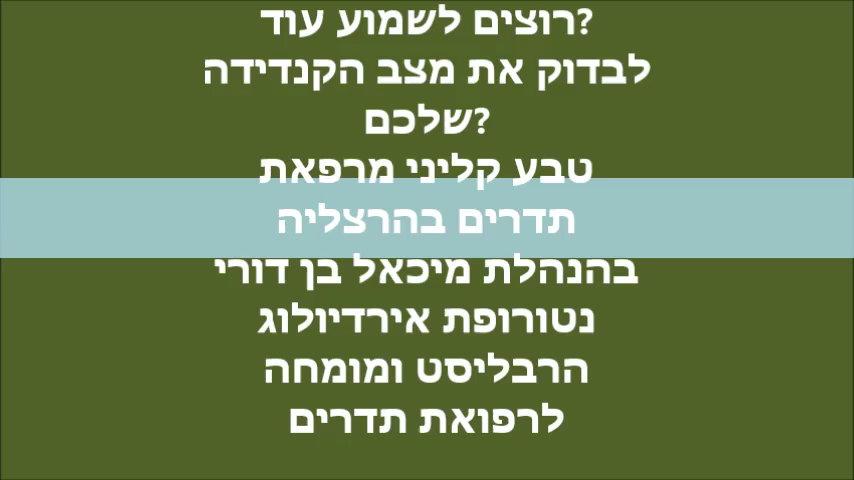 רוצים לשמוע עוד?
לבדוק את מצב הקנדידה
שלכם?
טבע קליני מרפאת
תדרים בהרצליה
בהנהלת מיכאל בן דורי
נטורופת אירדיולוג
הרבליסט ומומחה
לרפואת תדרים